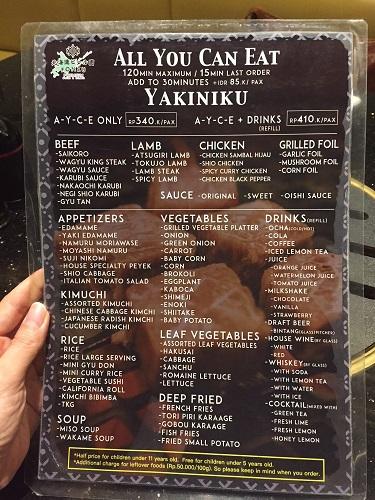 ALL YOU CAN EAT
120MIN MAXIMUM / 15MIN LAST ORDER
ADD TO 30MINUTES +IDR 85.K/ PAX
YAKINIKU
A-Y-C-E ONLY RP340.K/PAX
A-Y-C-E + DRINKS RP410.K/PAX
(REFILL)
BEEF
-SAIKORO
-WAGYU KING STEAK
-WAGYU SAUCE
-KARUBI SAUCE
-NAKAOCHI KARUBI
-NEGI SHIO KARUBI
-GYU TAN
LAMB
-ATSUGIRI LAMB
-TOKUJO LAMB
-LAMB STEAK
-SPICY LAMB
CHICKEN
-CHICKEN SAMBAL HIJAU
-SHIO CHICKEN
-SPICY CURRY CHICKEN
-CHICKEN BLACK PEPPER
GRILLED FOIL
-GARLIC FOIL
-MUSHROOM FOIL
-CORN FOIL
SAUCE -ORIGINAL -SWEET -OISHI SAUCE
APPETIZERS
-EDAMAME
-YAKI EDAMAME
-NAMURU MORIAWASE
-MOYASHI NAMURU
-SUJI NIKOMI
-HOUSE SPECIALTY PEYEK
-SHIO CABBAGE
-ITALIAN TOMATO SALAD
KIMUCHI
-ASSORTED KIMUCHI
-CHINESE CABBAGE KIMCHI
-JAPANESE RADISH KIMCHI
-CUCUMBER KIMCHI
RICE
-RICE
-RICE LARGE SERVING
-MINI GYU DON
-MINI CURRY RICE
-VEGETABLE SUSHI
-CALIFORNIA ROLL
-KIMCHI BIBIMBA
-TKG
SOUP
-MISO SOUP
-WAKAME SOUP
VEGETABLES
-GRILLED VEGETABLE PLATTER
-ONION
-GREEN ONION
-CARROT
-BABY CORN
-CORN
-BROKOLI
-EGGPLANT
-KABOCA
-SHIMEJI
-ENOKI
-SHIITAKE
-BABY POTATO
LEAF VEGETABLES
-ASSORTED LEAF VEGETABLES
-HAKUSAI
-CABBAGE
-SANCHU
-ROMAINE LETTUCE
-LETTUCE
DEEP FRIED
-FRENCH FRIES
-TORI PIRI KARAAGE
-GOBOU KARAAGE
-FISH FRIES
-FRIED SMALL POTATO
DRINKS(REFILL)
-OCHA(COLD/HOT)
-COLA
-COFFEE
-ICED LEMON TEA
-JUICE
-ORANGE JUICE
-WATERMELON JUICE
-TOMATO JUICE
-MILKSHAKE
-CHOCOLATE
-VANILLA
-STRAWBERRY
-DRAFT BEER
-BINTANG(GLASS/PITCHER)
-HOUSE WINE(BY GLASS)
-WHITE
-RED
-WHISKEY(BY GLASS)
-WITH SODA
-WITH LEMON TEA
-WITH WATER
-WITH ICE
-COCKTAIL(MIXED WITH)
-GREEN TEA
-FRESH LIME
-FRESH LEMON
-HONEY LEMON
*Half price for children under 11 years old. Free for children under 5 years old.
*Additional charge for leftover foods (Rp.50.000/100g). So please keep in mind when you order.